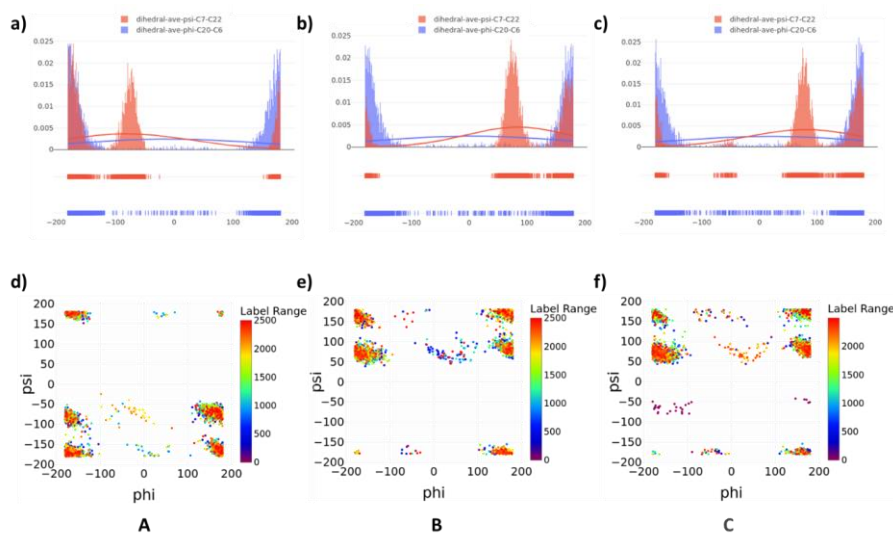 a)
dihedral-ave-psi-C7-C22
dihedral-ave-phi-C20-C6
0.025
0.02
0.015
0.01
0.005
0
−200 −100 0 100 200
b)
dihedral-ave-psi-C7-C22
dihedral-ave-phi-C20-C6
0.025
0.02
0.015
0.01
0.005
0
−200 −100 0 100 200
c)
dihedral-ave-psi-C7-C22
dihedral-ave-phi-C20-C6
0.025
0.02
0.015
0.01
0.005
0
−200 −100 0 100 200
d)
psi
200
150
100
50
0
−50
−100
−150
−200
−200 −100 0 100 200
phi
Label Range
2500
2000
1500
1000
500
0
A
e)
psi
200
150
100
50
0
−50
−100
−150
−200
−200 −100 0 100 200
phi
Label Range
2500
2000
1500
1000
500
0
B
f)
psi
200
150
100
50
0
−50
−100
−150
−200
−200 −100 0 100 200
phi
Label Range
2000
1500
1000
500
0
C